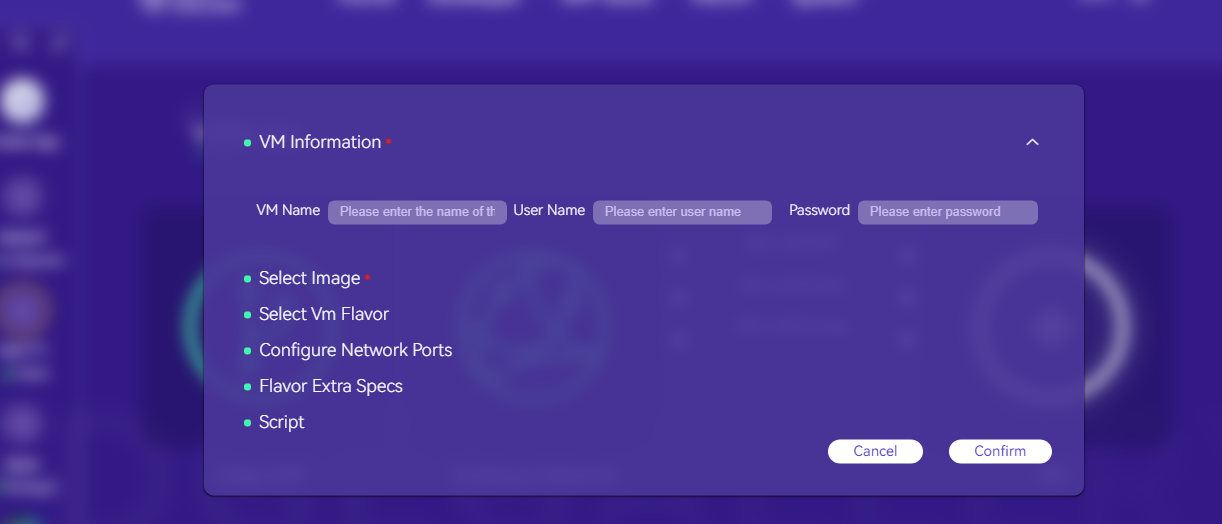 VM Information *
VM Name Please enter the name of th User Name Please enter user name Password Please enter password
Select Image *
Select Vm Flavor
Configure Network Ports
Flavor Extra Specs
Script
Cancel Confirm